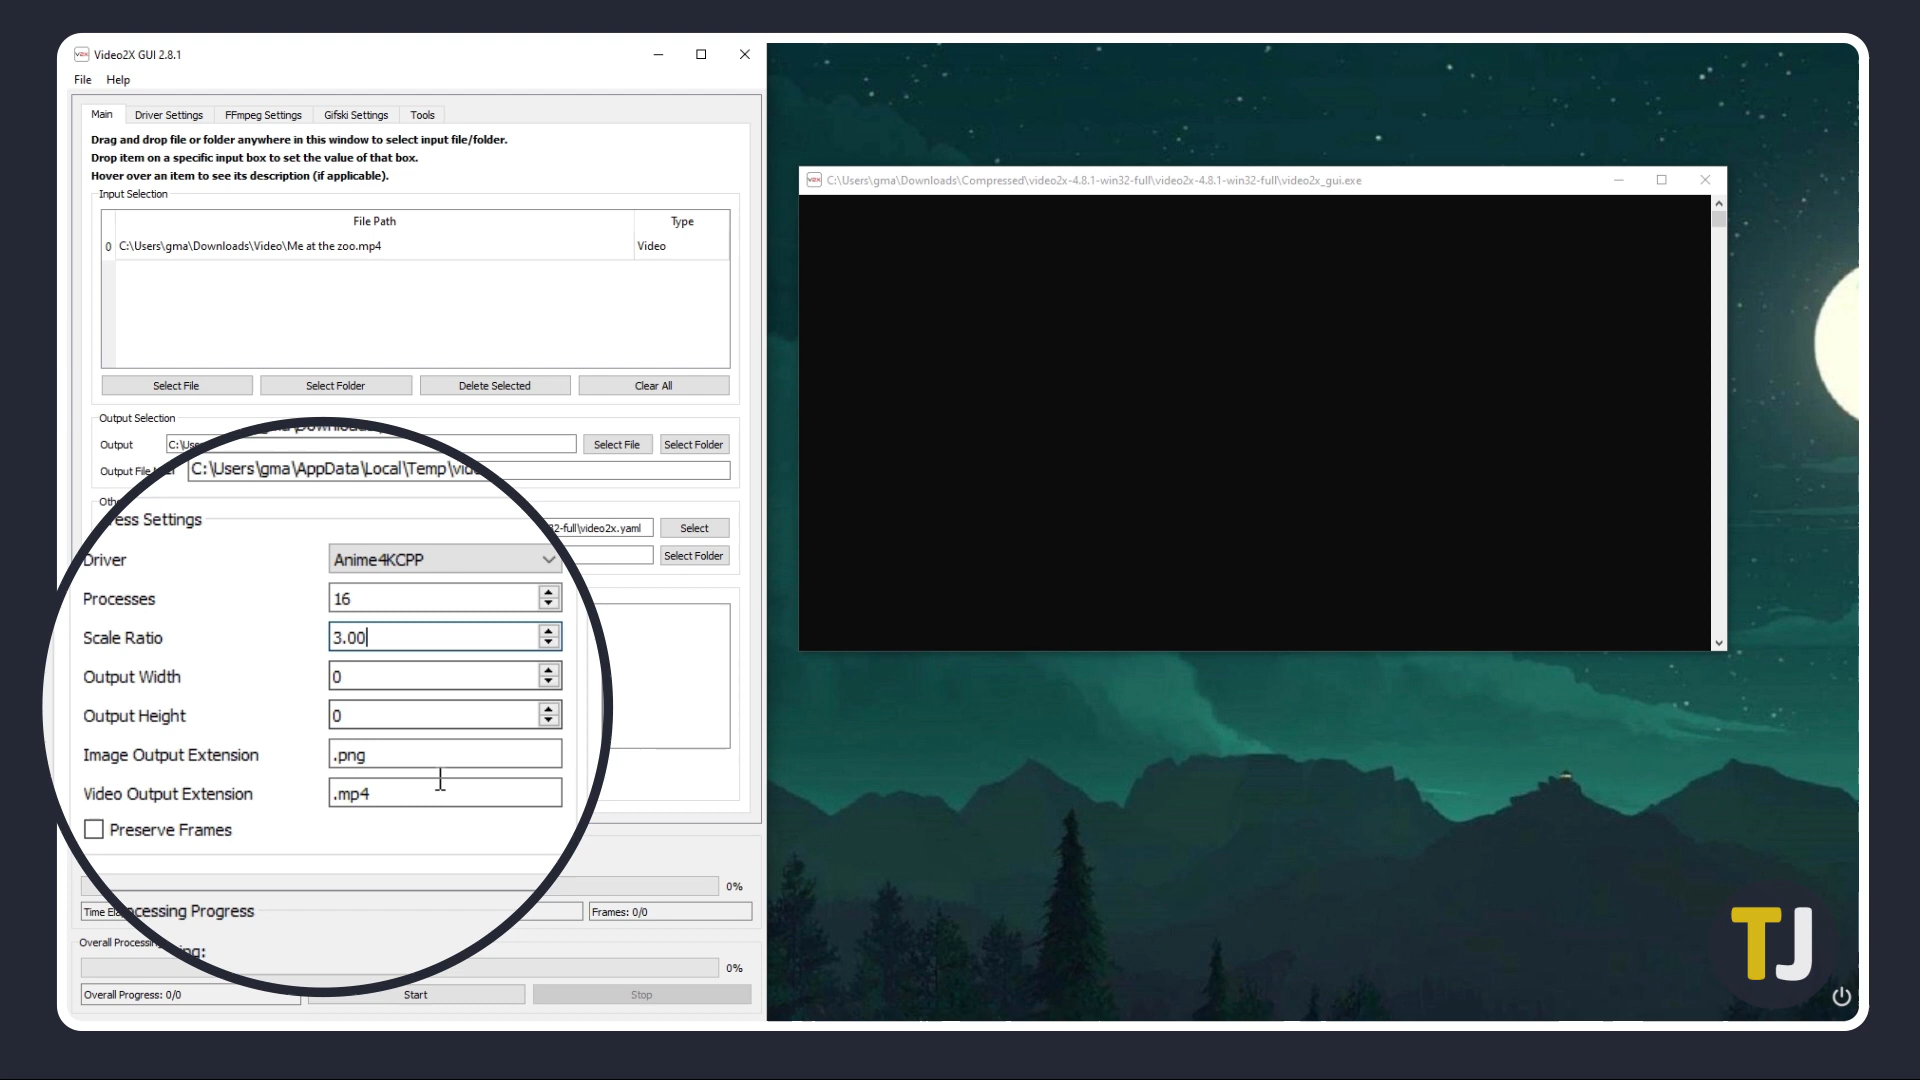 Video2X GUI 2.8.1
File Help
Main Driver Settings FFmpeg Settings Gifski Settings Tools
Drag and drop file or folder anywhere in this window to select input file/folder.
Drop item on a specific input box to set the value of that box.
Hover over an item to see its description (if applicable).
Input Selection
File Path Type
0 C:\Users\gma\Downloads\Video\Me at the zoo.mp4 Video
Select File Select Folder Delete Selected Clear All
Output Selection
Output C:\Use Select File Select Folder
Output File C:\Users\gma\AppData\Local\Temp\vid
ess Settings
2-full\video2x.yaml Select
Select Folder
Driver Anime4KCPP
Processes 16
Scale Ratio 3.00
Output Width 0
Output Height 0
Image Output Extension .png
Video Output Extension .mp4
Preserve Frames
0%
Time El ocessing Progress Frames: 0/0
Overall Processing ing:
0%
Overall Progress: 0/0 Start Stop
C:\Users\gma\Downloads\Compressed\video2x-4.8.1-win32-full\video2x-4.8.1-win32-full\video2x_gui.exe
TJ